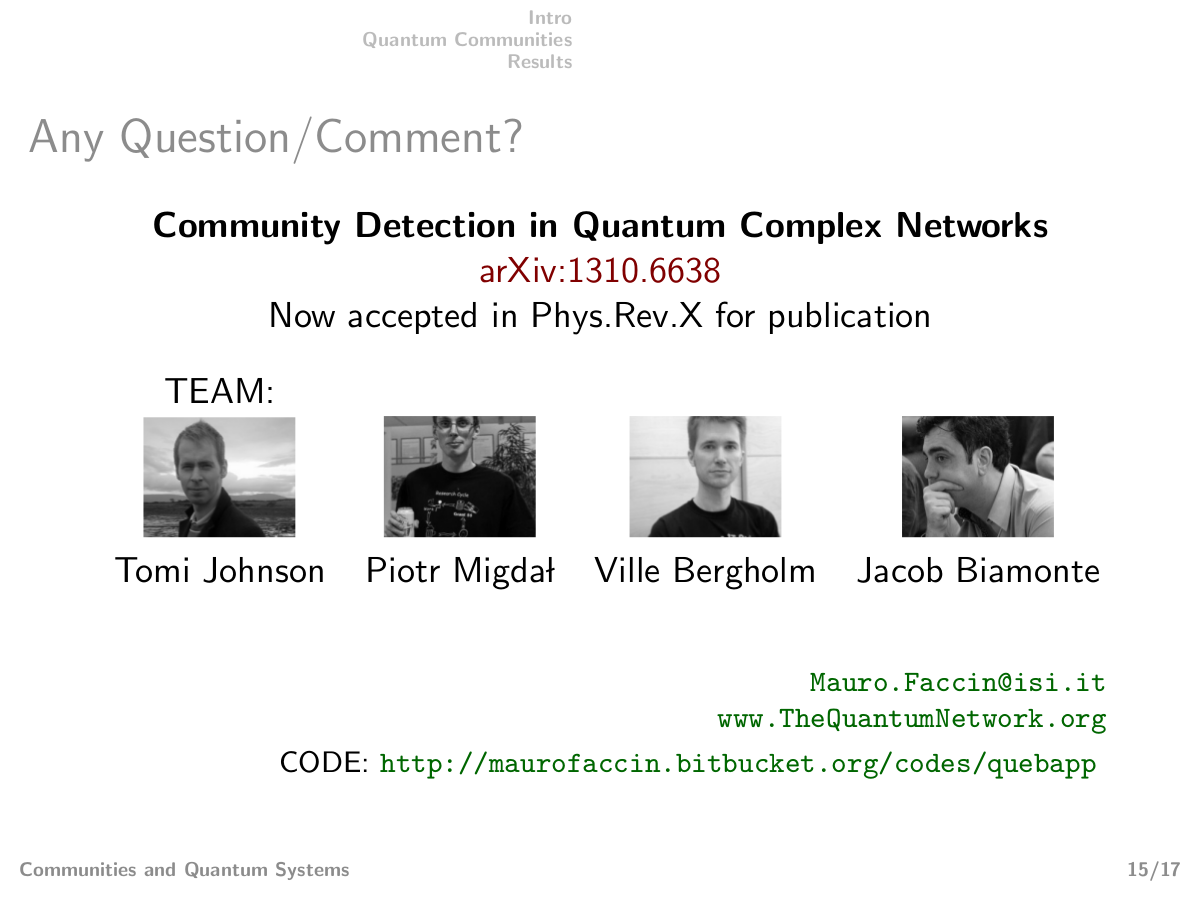 Intro
Quantum Communities
Results
Any Question/Comment?
Community Detection in Quantum Complex Networks
arXiv:1310.6638
Now accepted in Phys.Rev.X for publication
TEAM:
Research Cycle
Tomi Johnson Piotr Migdał Ville Bergholm Jacob Biamonte
Mauro.Faccin@isi.it
www.TheQuantumNetwork.org
CODE: http://maurofaccin.bitbucket.org/codes/quebapp
Communities and Quantum Systems 15/17